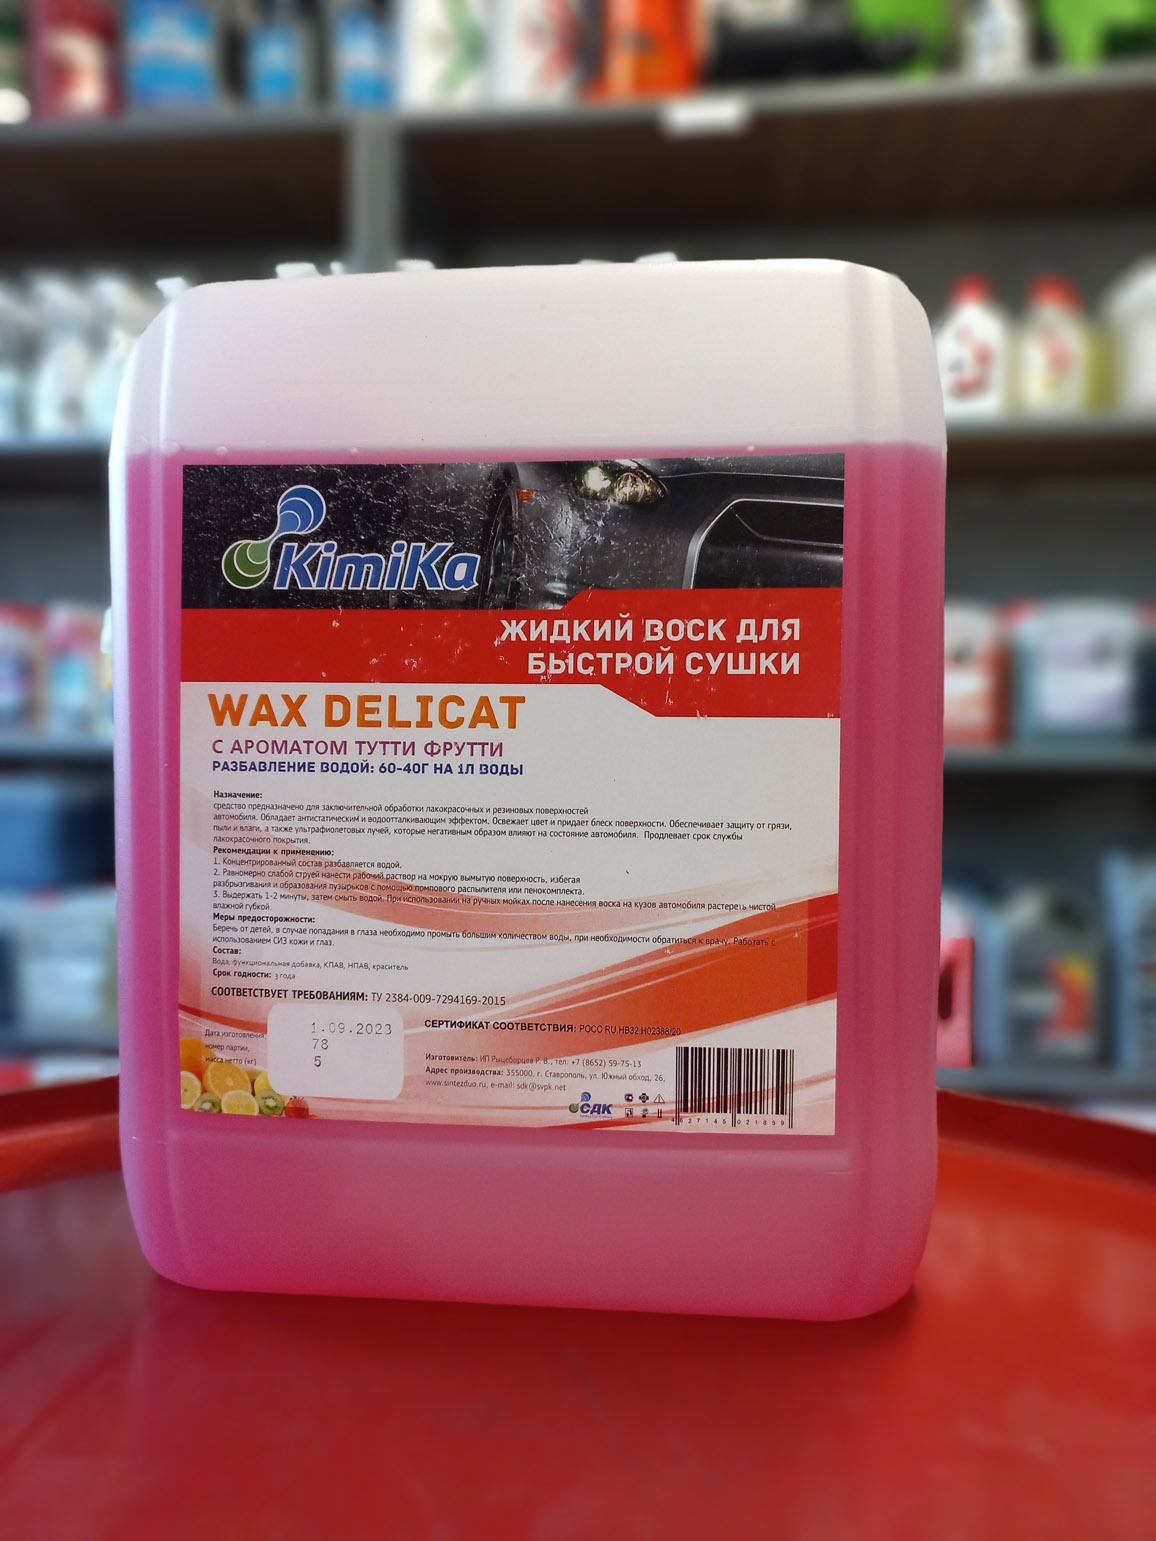 KimiKa
ЖИДКИЙ ВОСК ДЛЯ
БЫСТРОЙ СУШКИ
WAX DELICAT
С АРОМАТОМ ТУТТИ ФРУТТИ
РАЗБАВЛЕНИЕ ВОДОЙ: 60-40Г НА 1Л ВОДЫ
Назначение:
средство предназначено для заключительной обработки лакокрасочных и резиновых поверхностей
автомобиля. Обладает антистатическим и водоотталкивающим эффектом. Освежает цвет и придает блеск поверхности. Обеспечивает защиту от грязи,
пыли и влаги, а также ультрафиолетовых лучей, которые негативным образом влияют на состояние автомобиля. Продлевает срок службы
лакокрасочного покрытия.
Рекомендации к применению:
1. Концентрированный состав разбавляется водой.
2. Равномерно слабой струей нанести рабочий раствор на мокрую вымытую поверхность, избегая
разбрызгивания и образования пузырьков с помощью помпового распылителя или пенокомплекта.
3. Выдержать 1-2 минуты, затем смыть водой. При использовании на ручных мойках после нанесения воска на кузов автомобиля растереть чистой
влажной губкой.
Меры предосторожности:
Беречь от детей, в случае попадания в глаза необходимо промыть большим количеством воды, при необходимости обратиться к врачу. Работать с
использованием СИЗ кожи и глаз.
Состав:
Вода, функциональная добавка, КПАВ, НПАВ, краситель
Срок годности: 3 года
СООТВЕТСТВУЕТ ТРЕБОВАНИЯМ: ТУ 2384-009-7294169-2015
Дата изготовления, 1.09.2023
номер партии, 78
масса нетто (кг) 5
СЕРТИФИКАТ СООТВЕТСТВИЯ: РОСС RU.HB32.H02388/20
Изготовитель: ИП Рыцеборцев Р. В., тел: +7 (8652) 59-75-13
Адрес производства: 355000, г. Ставрополь, ул. Южный обход, 26,
www.sintezduo.ru, e-mail: sdk@svpk.net
СДК
4 627145 021859